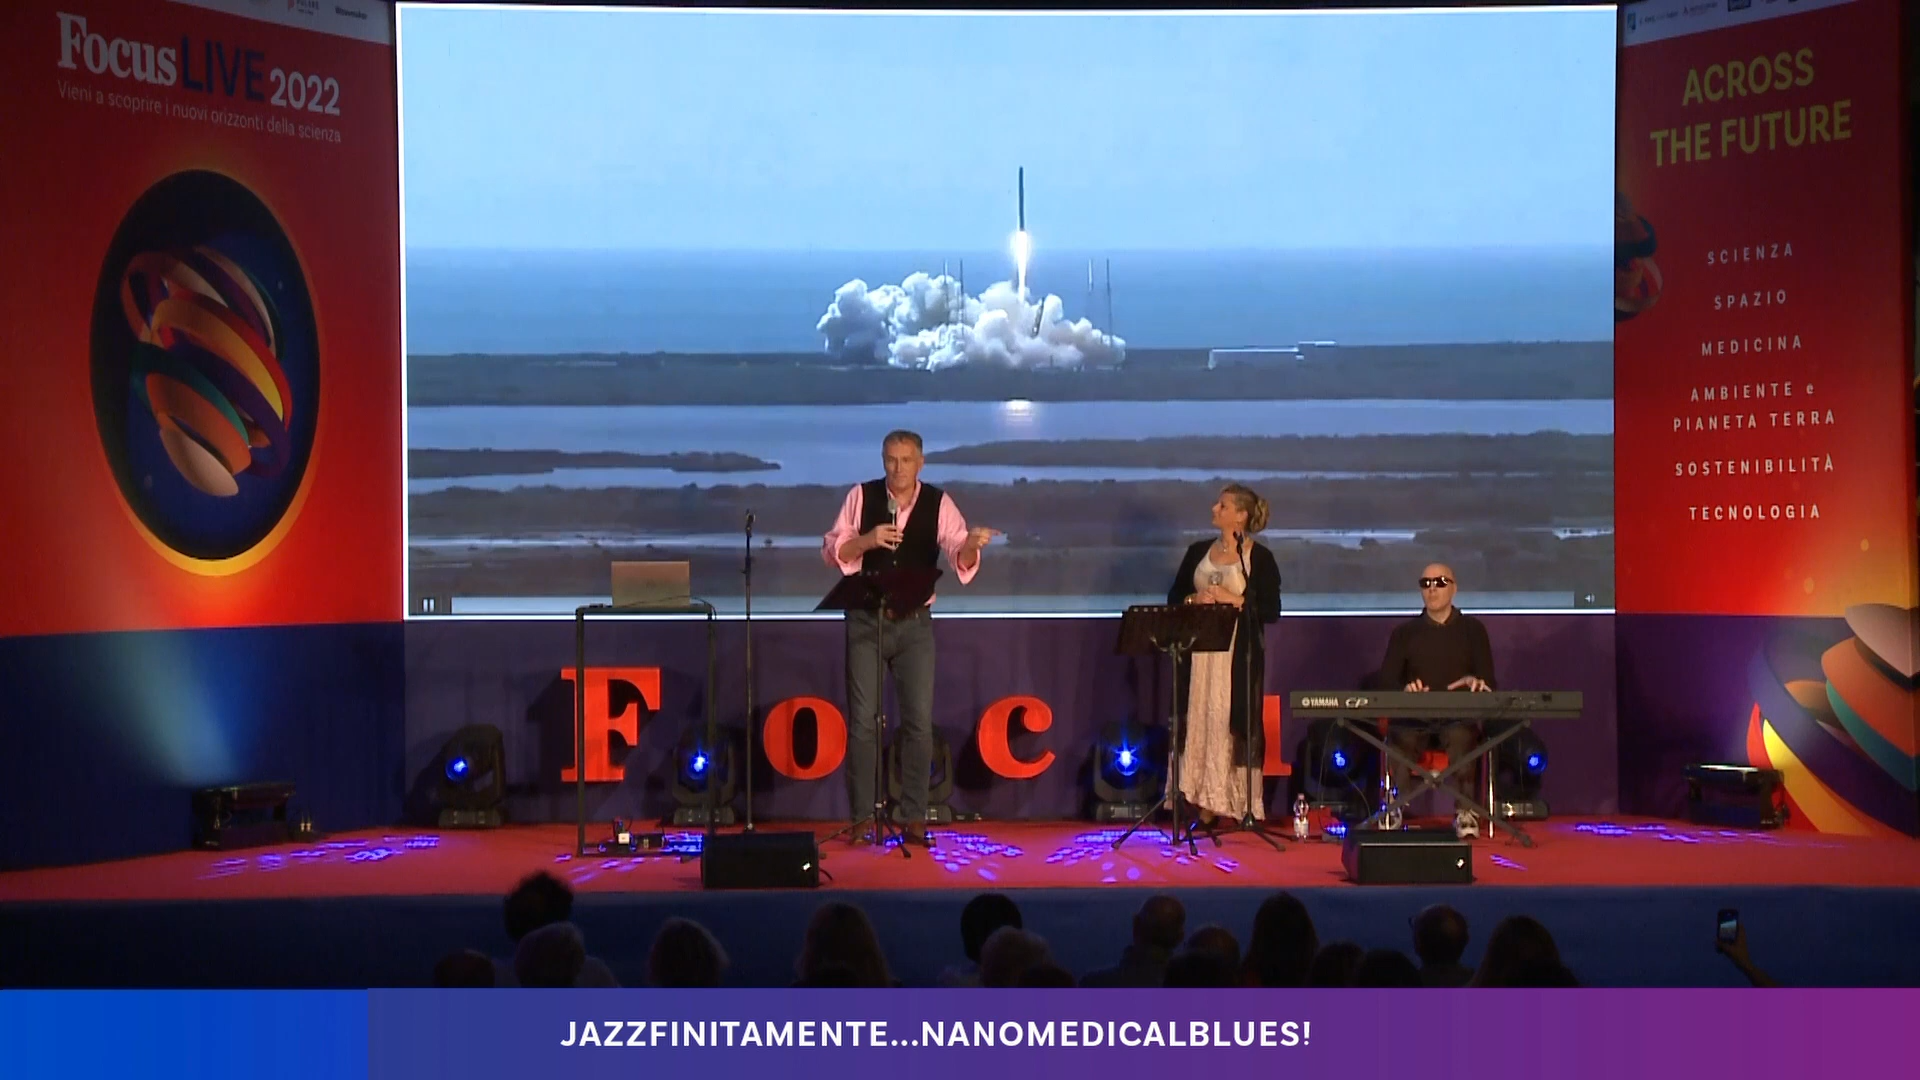 Focus LIVE 2022
Vieni a scoprire i nuovi orizzonti della scienza
ACROSS
THE FUTURE
SCIENZA
SPAZIO
MEDICINA
AMBIENTE e
PIANETA TERRA
SOSTENIBILITÀ
TECNOLOGIA
F o c
YAMAHA CP
JAZZFINITAMENTE...NANOMEDICALBLUES!